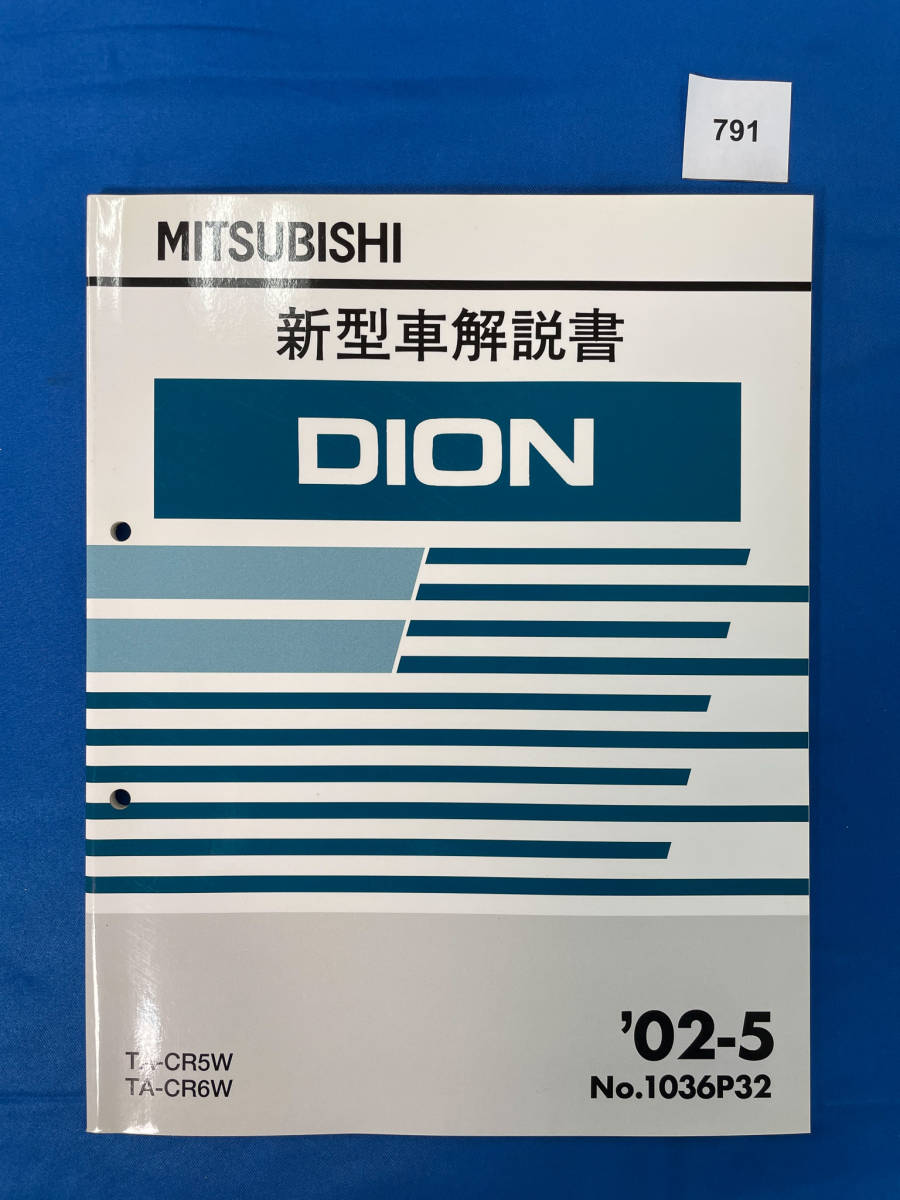 791
MITSUBISHI
新型車解説書
DION
'02-5
No.1036P32
TA-CR5W
TA-CR6W